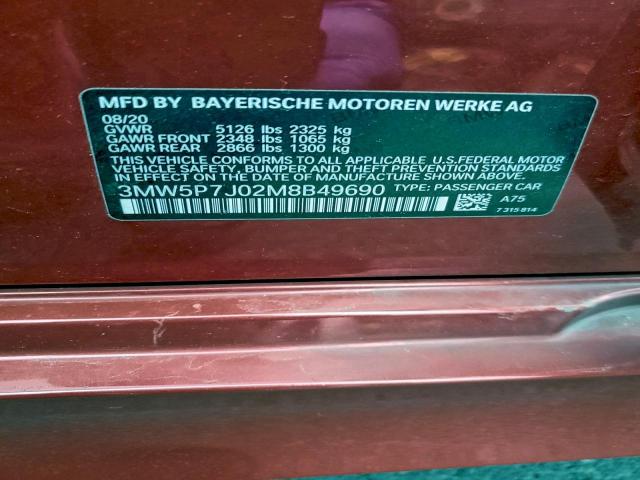 MFD BY BAYERISCHE MOTOREN WERKE AG
08/20
GVWR 5126 lbs 2325 kg
GAWR FRONT 2348 lbs 1065 kg
GAWR REAR 2866 lbs 1300 kg
THIS VEHICLE CONFORMS TO ALL APPLICABLE U.S.FEDERAL MOTOR
VEHICLE SAFETY, BUMPER AND THEFT PREVENTION STANDARDS
IN EFFECT ON THE DATE OF MANUFACTURE SHOWN ABOVE.
3MW5P7J02M8B49690 TYPE: PASSENGER CAR
A75
7 315 814